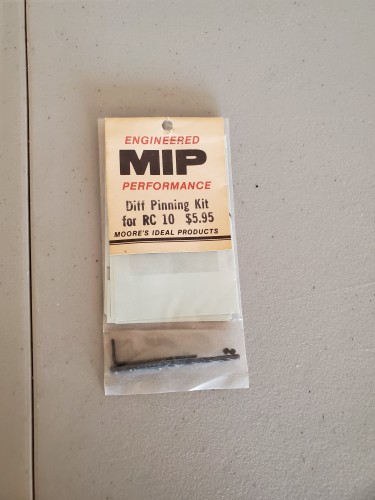 ENGINEERED
MIP
PERFORMANCE
Diff Pinning Kit
for RC 10 $5.95
MOORE'S IDEAL PRODUCTS